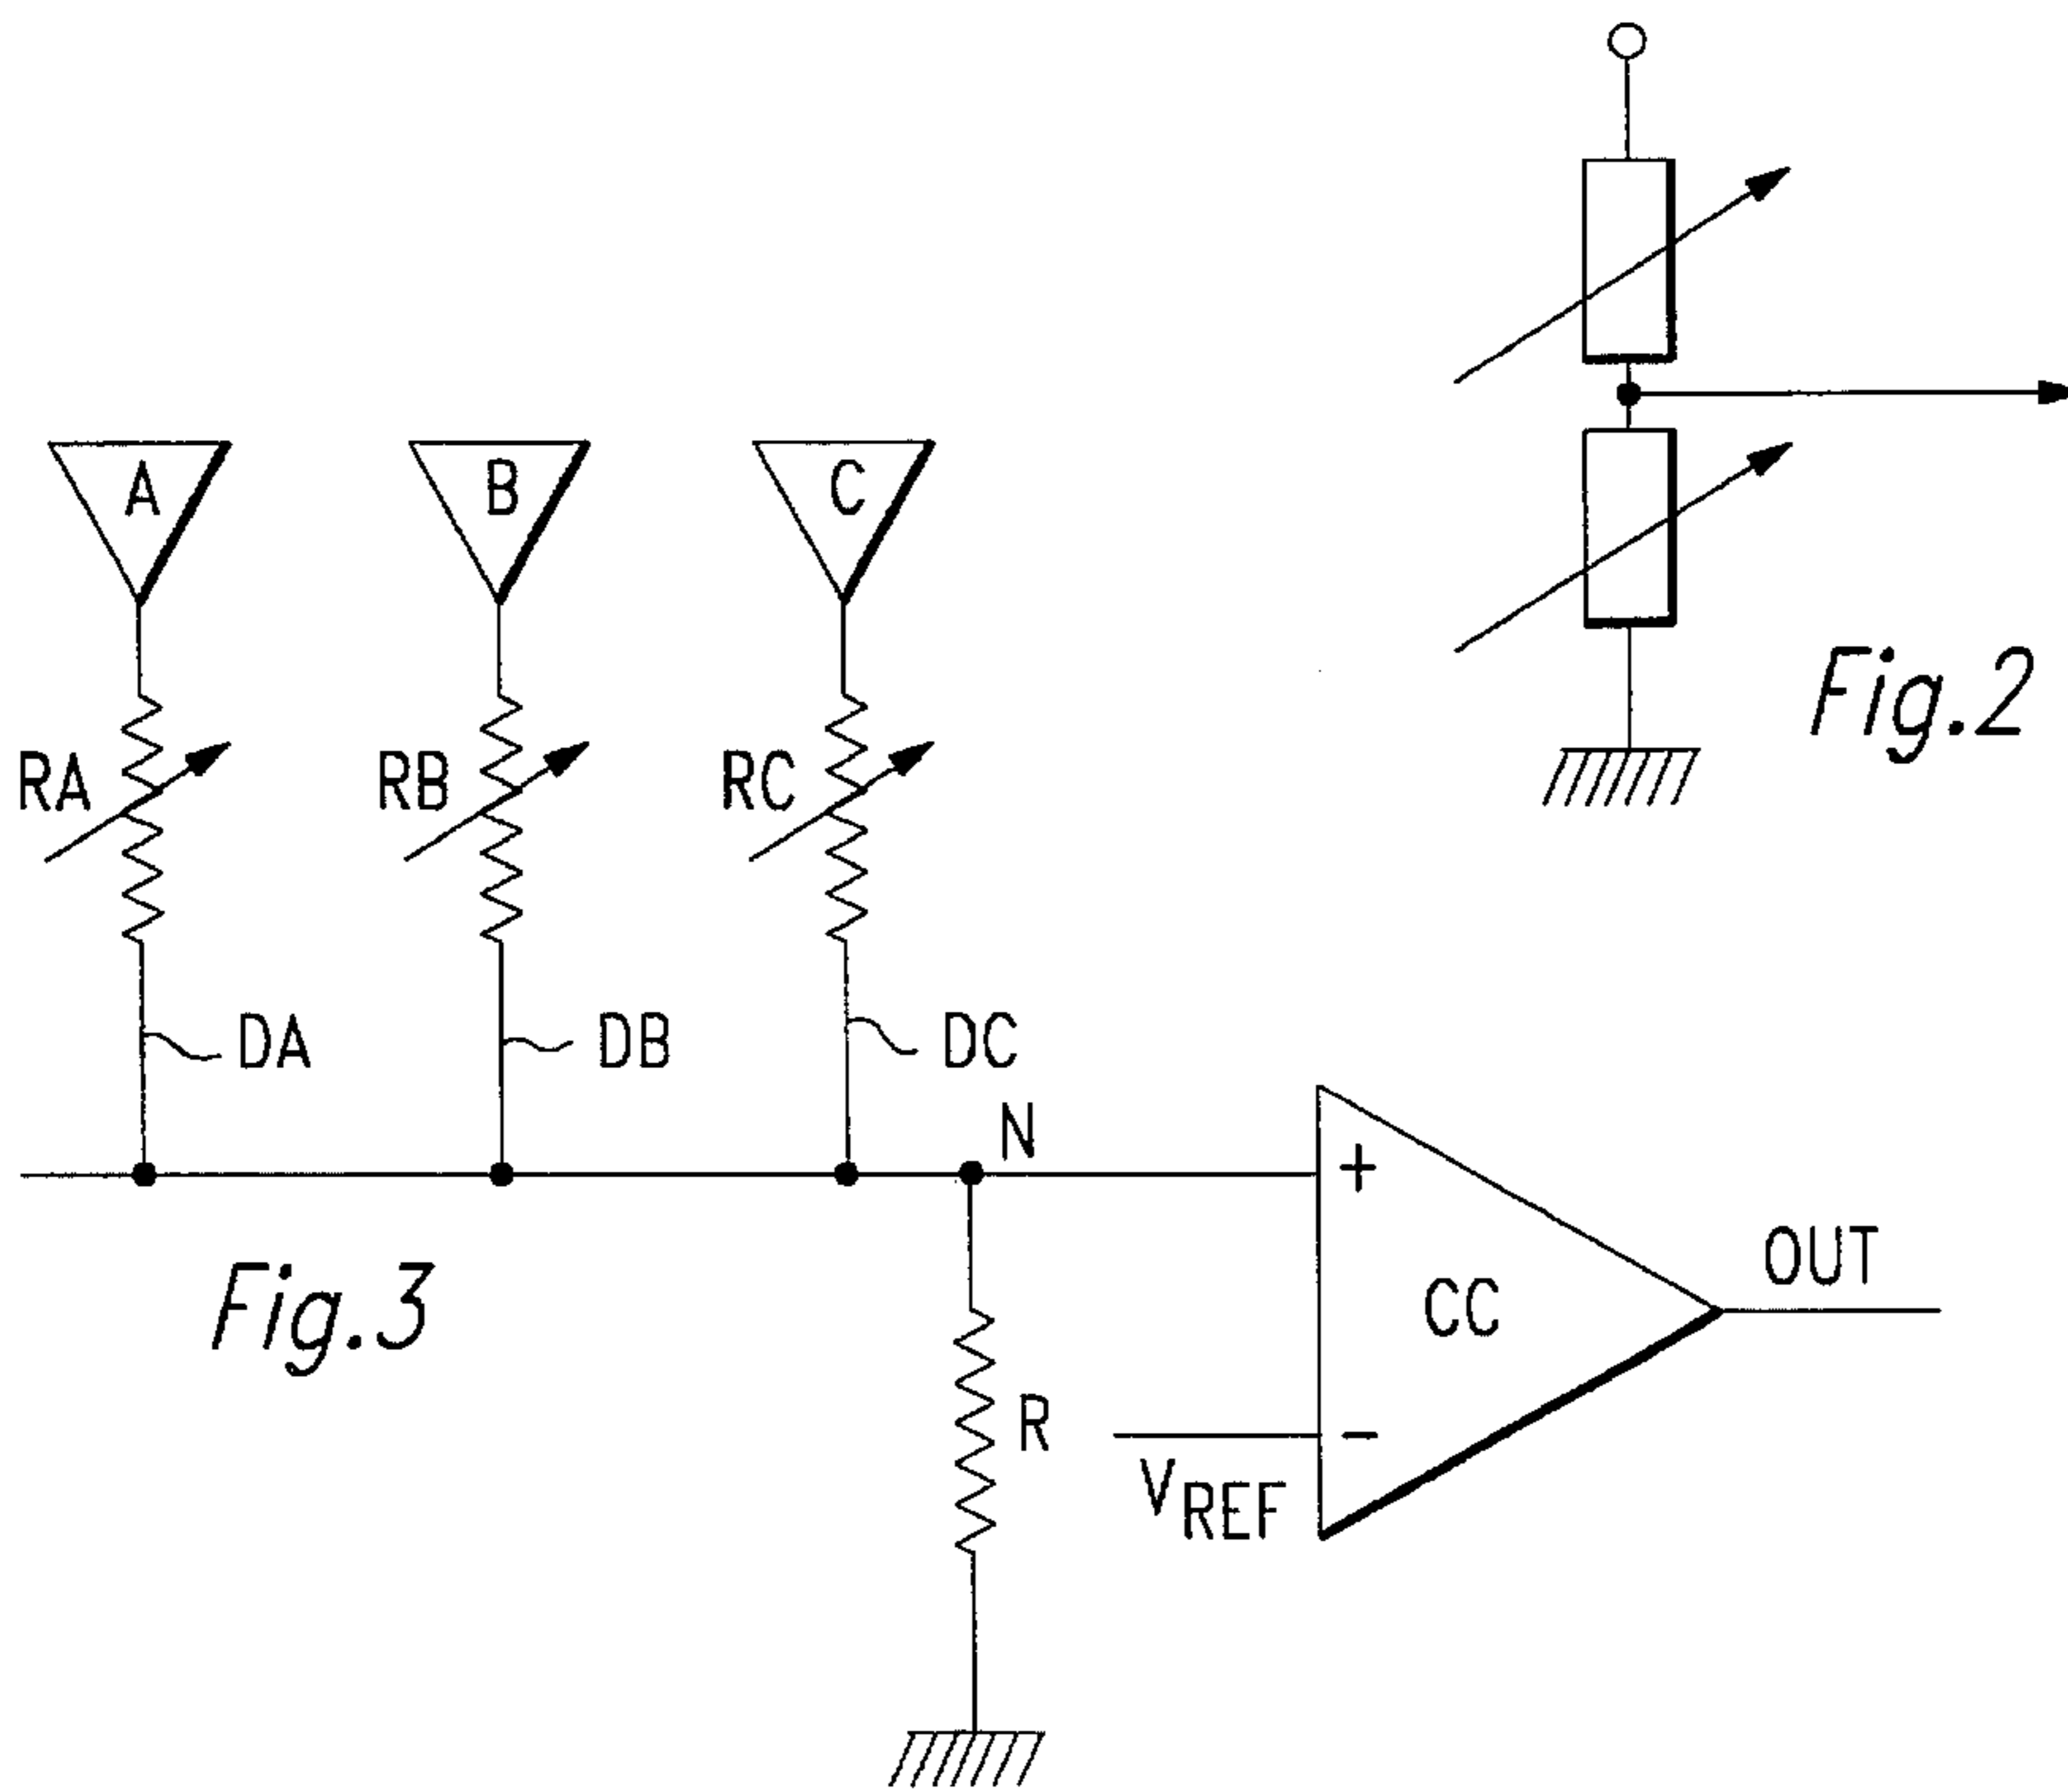 A B C
RA RB RC
Fig.2
DA DB DC
N
+
OUT
CC
Fig.3
R
-
VREF